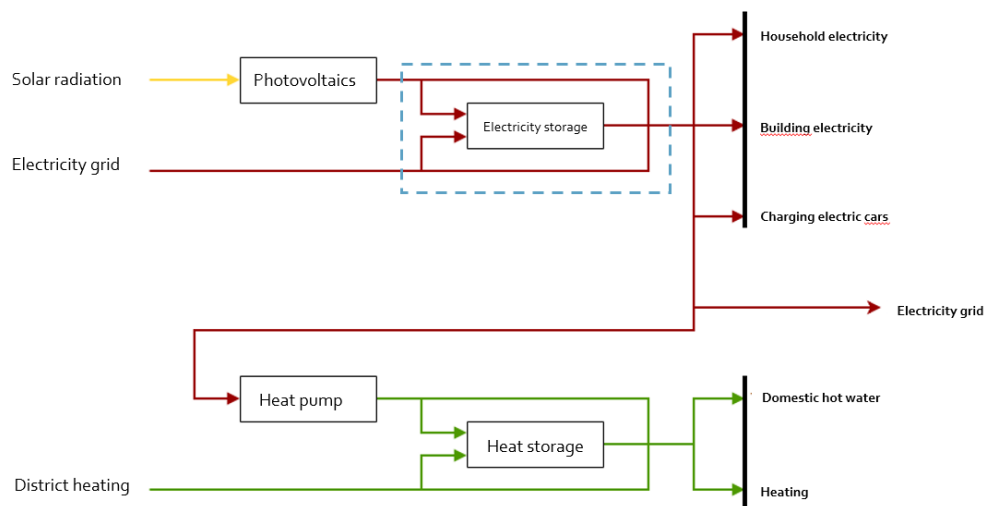 Household electricity
Solar radiation
Photovoltaics
Electricity storage
Building electricity
Electricity grid
Charging electric cars
Electricity grid
Heat pump
Domestic hot water
Heat storage
District heating
Heating